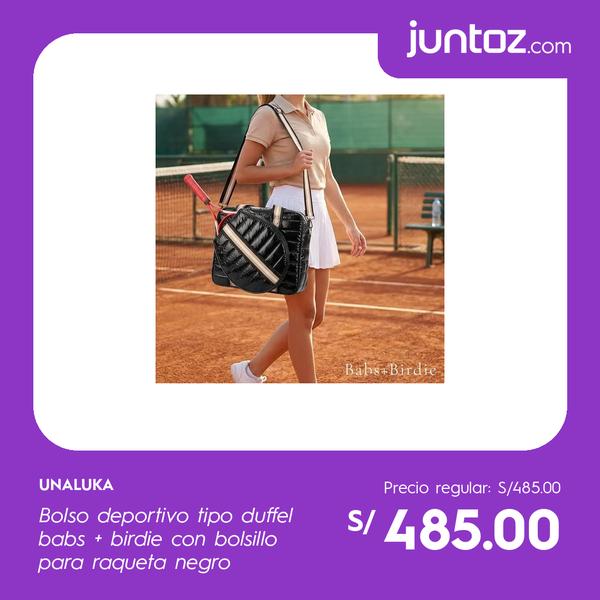 juntoz.com
Babs+Birdie
UNALUKA
Bolso deportivo tipo duffel
babs + birdie con bolsillo
para raqueta negro
Precio regular: S/485.00
S/ 485.00